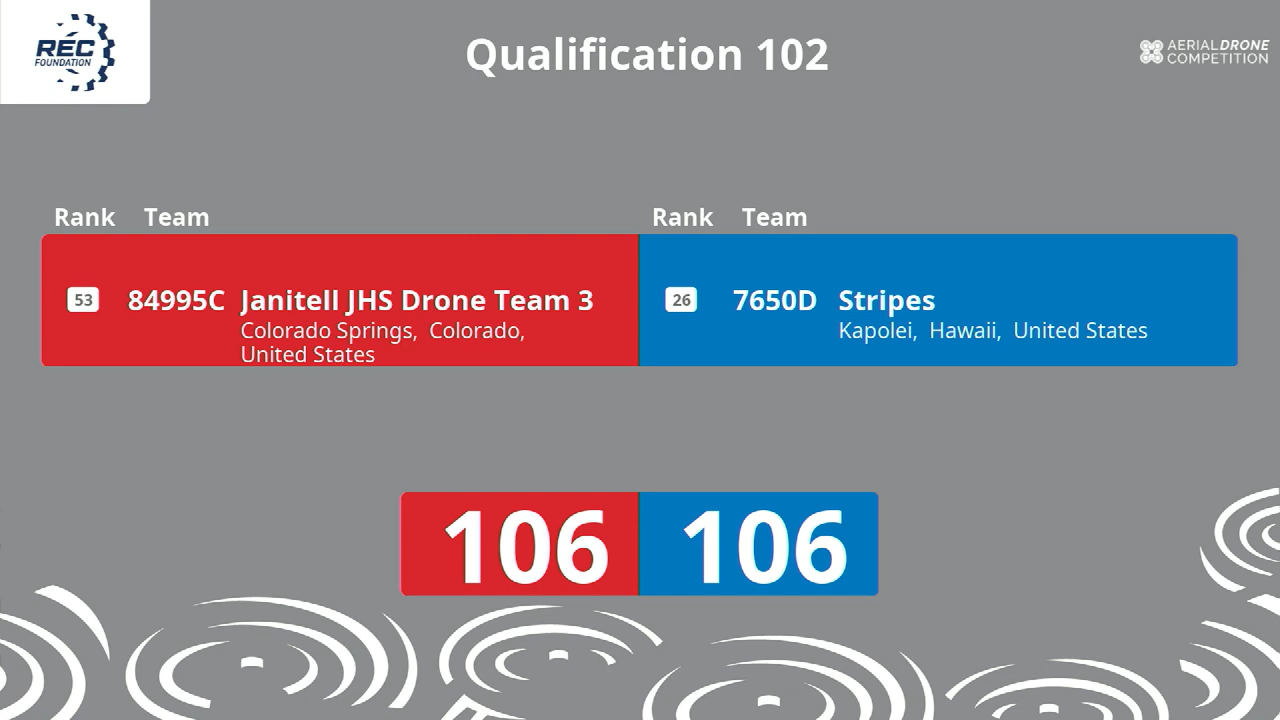 REC
FOUNDATION
Qualification 102
AERIAL DRONE
COMPETITION
Rank Team
Rank Team
53 84995C Janitell JHS Drone Team 3
Colorado Springs, Colorado,
United States
26 7650D Stripes
Kapolei, Hawaii, United States
106 106